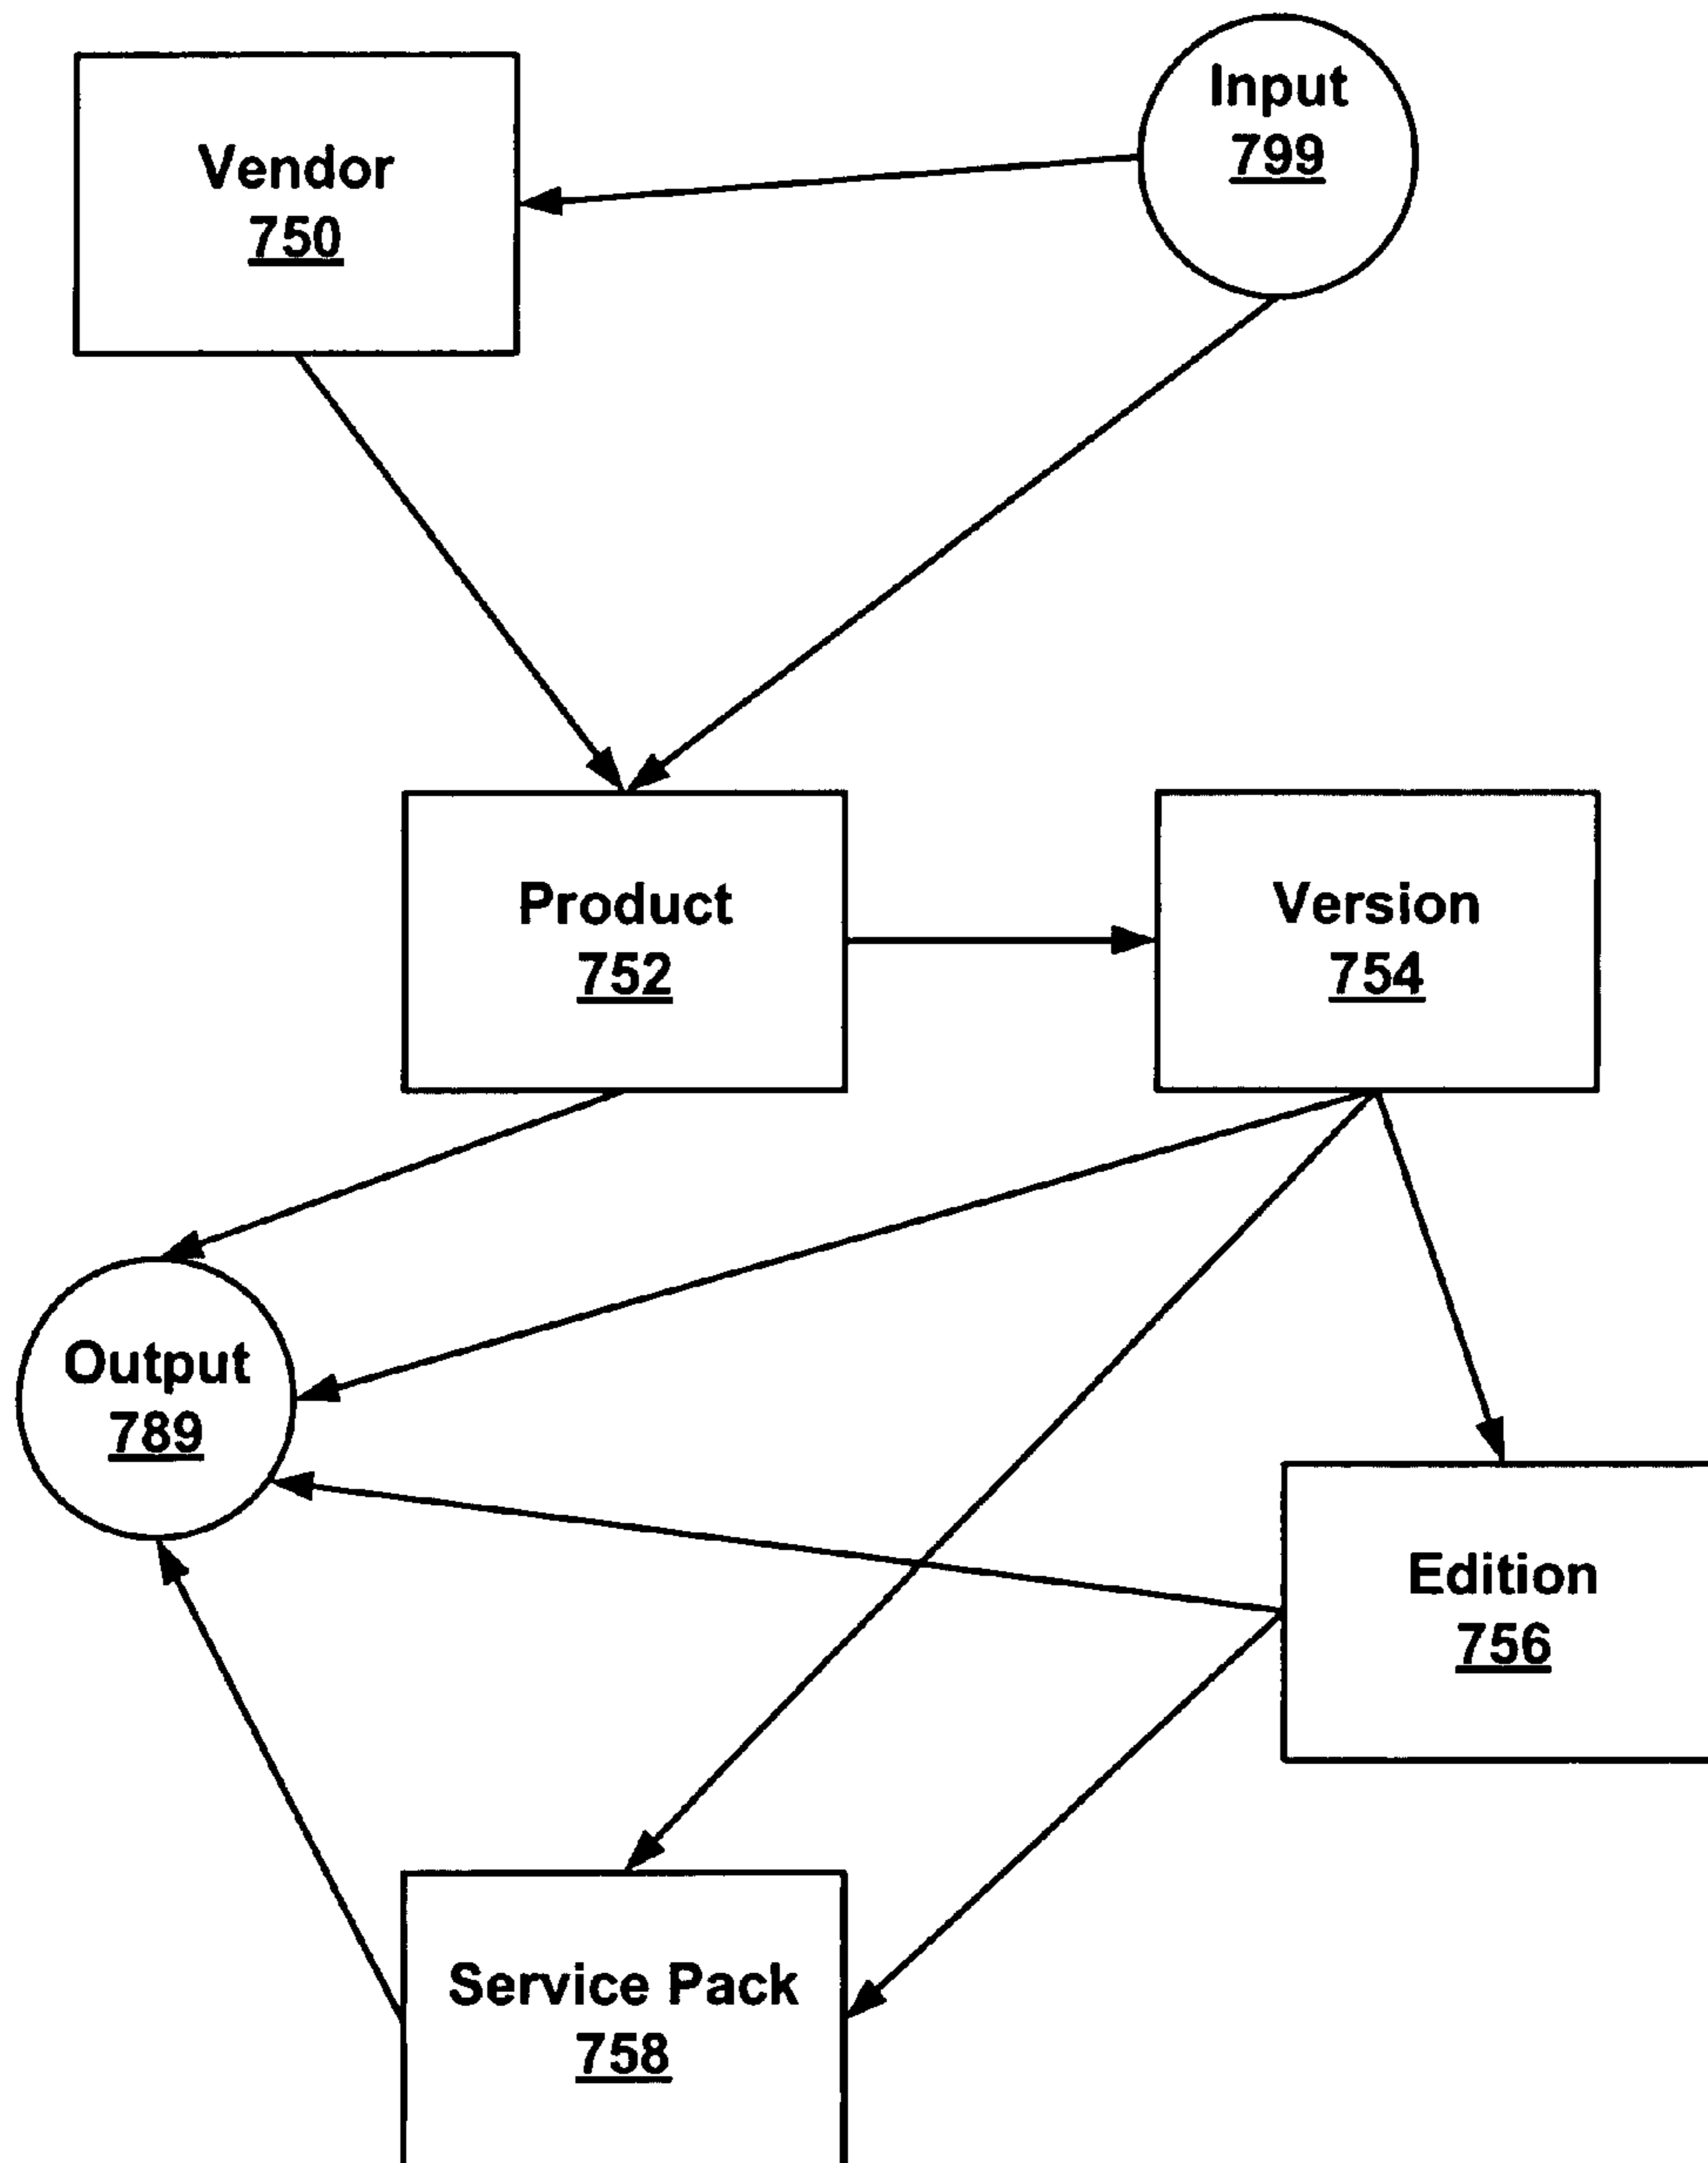 Input
799
Vendor
750
Product
752
Version
754
Output
789
Edition
756
Service Pack
758